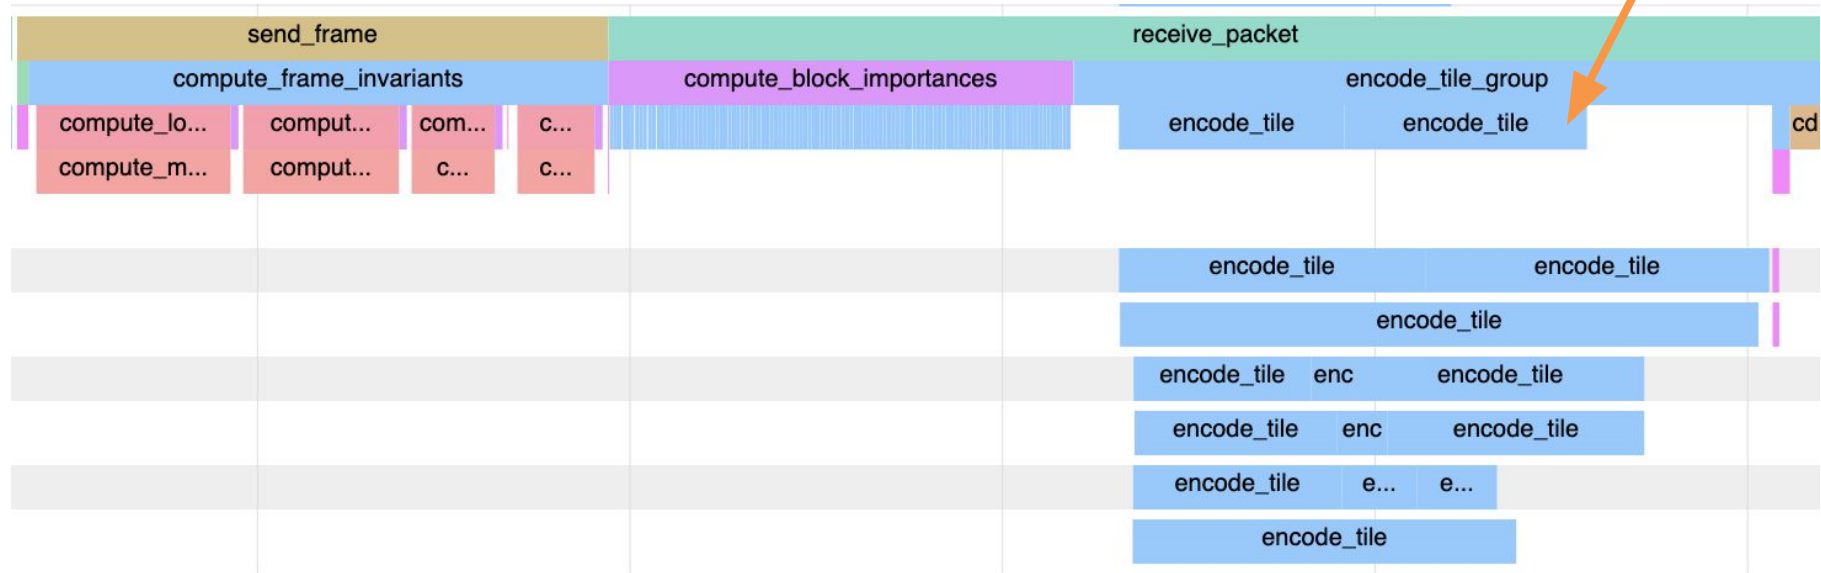 send_frame receive_packet
compute_frame_invariants compute_block_importances encode_tile_group
compute_lo... comput... com... c... encode_tile encode_tile cd
compute_m... comput... c... c...
encode_tile encode_tile
encode_tile
encode_tile enc encode_tile
encode_tile enc encode_tile
encode_tile e... e...
encode_tile